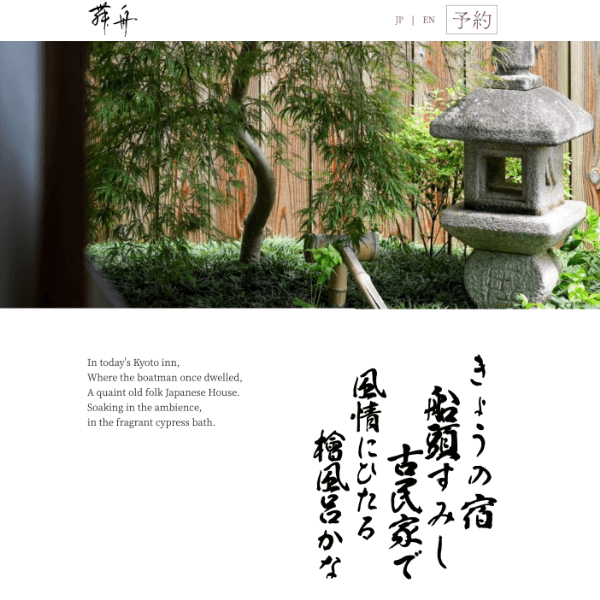 舞舟
JP | EN
予約
In today's Kyoto inn,
Where the boatman once dwelled,
A quaint old folk Japanese House.
Soaking in the ambience,
in the fragrant cypress bath.
きょうの宿
船頭すみし
古民家で
風情にひたる
檜風呂かな